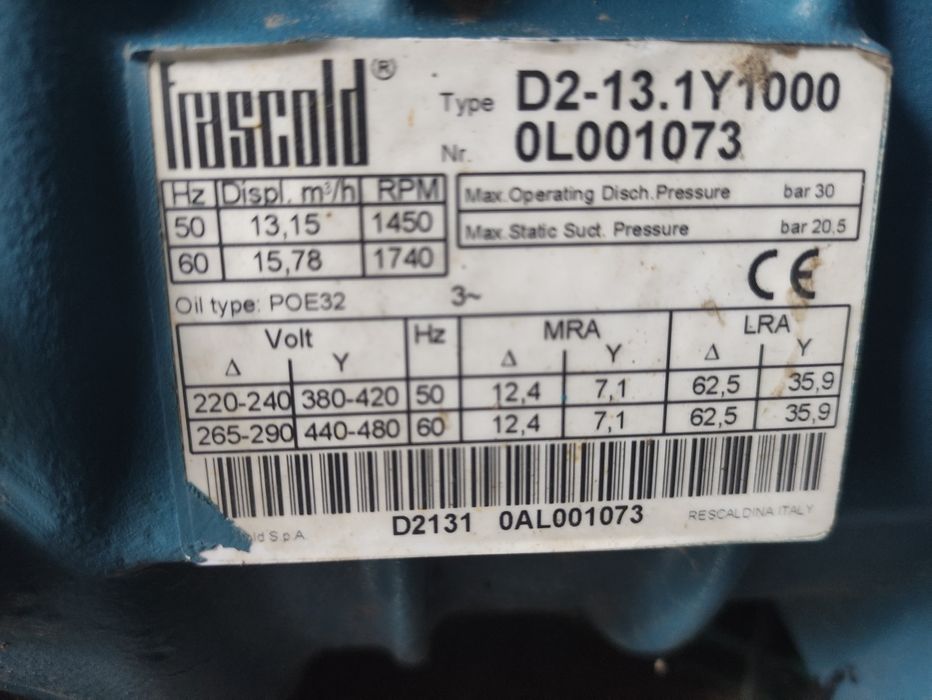 frascold®
Type D2-13.1Y1000
Nr. 0L001073
Hz Displ. m³/h RPM
50 13,15 1450
60 15,78 1740
Max.Operating Disch.Pressure bar 30
Max.Static Suct. Pressure bar 20,5
CE
Oil type: POE32 3~
Volt Hz MRA LRA
Δ Y Δ Y Δ Y
220-240 380-420 50 12,4 7,1 62,5 35,9
265-290 440-480 60 12,4 7,1 62,5 35,9
D2131 0AL001073
S.p.A. RESCALDINA ITALY